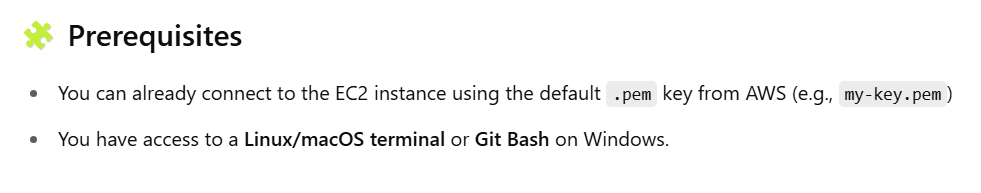 Prerequisites
You can already connect to the EC2 instance using the default .pem key from AWS (e.g., my-key.pem)
You have access to a Linux/macOS terminal or Git Bash on Windows.